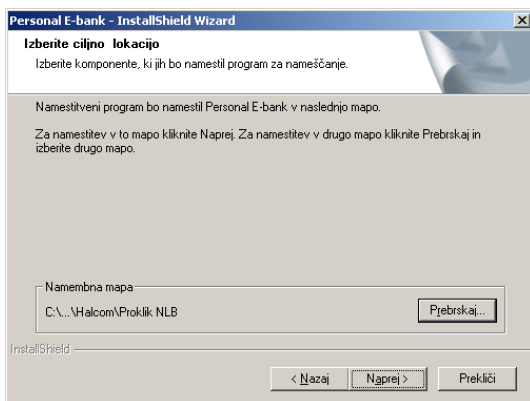 Personal E-bank - InstallShield Wizard
Izberite ciljno lokacijo
Izberite komponente, ki jih bo namestil program za nameščanje.
Namestitveni program bo namestil Personal E-bank v naslednjo mapo.
Za namestitev v to mapo kliknite Naprej. Za namestitev v drugo mapo kliknite Prebrskaj in
izberite drugo mapo.
Namembna mapa
C:\...\Halcom\Proklik NLB
Prebrskaj...
InstallShield
< Nazaj
Naprej >
Prekliči